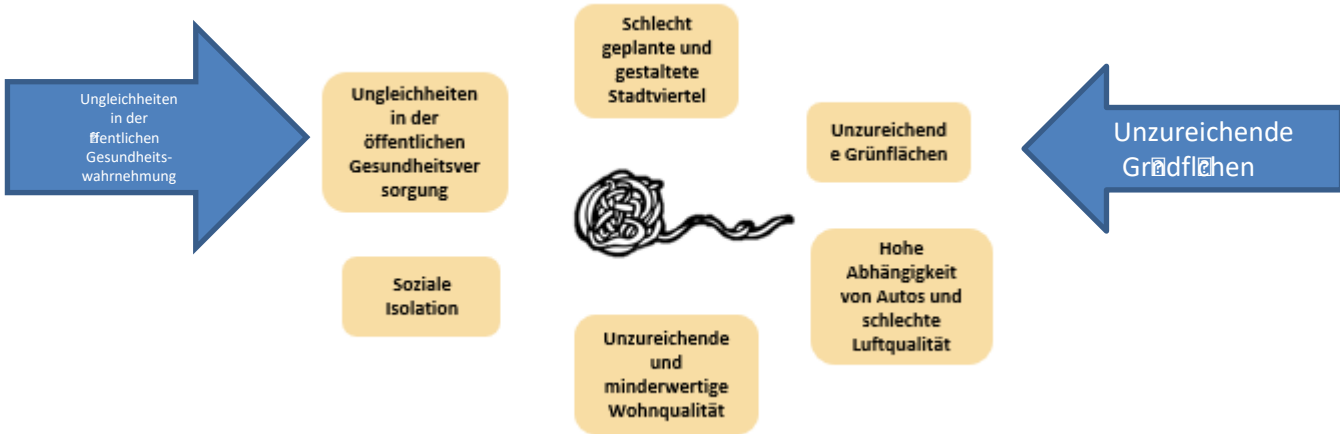 Ungleichheiten
in der
öffentlichen
Gesundheits-
wahrnehmung
Ungleichheiten
in der
öffentlichen
Gesundheitsver
sorgung
Schlecht
geplante und
gestaltete
Stadtviertel
Unzureichend
e Grünflächen
Unzureichende
Soziale
Isolation
Unzureichende
und
minderwertige
Wohnqualität
Hohe
Abhängigkeit
von Autos und
schlechte
Luftqualität